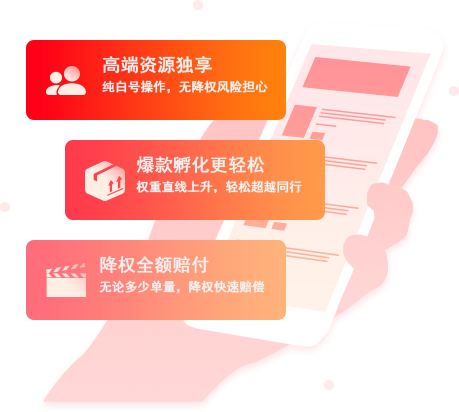 高端资源独享
纯白号操作，无降权风险担心
爆款孵化更轻松
权重直线上升，轻松超越同行
降权全额赔付
无论多少单量，降权快速赔偿